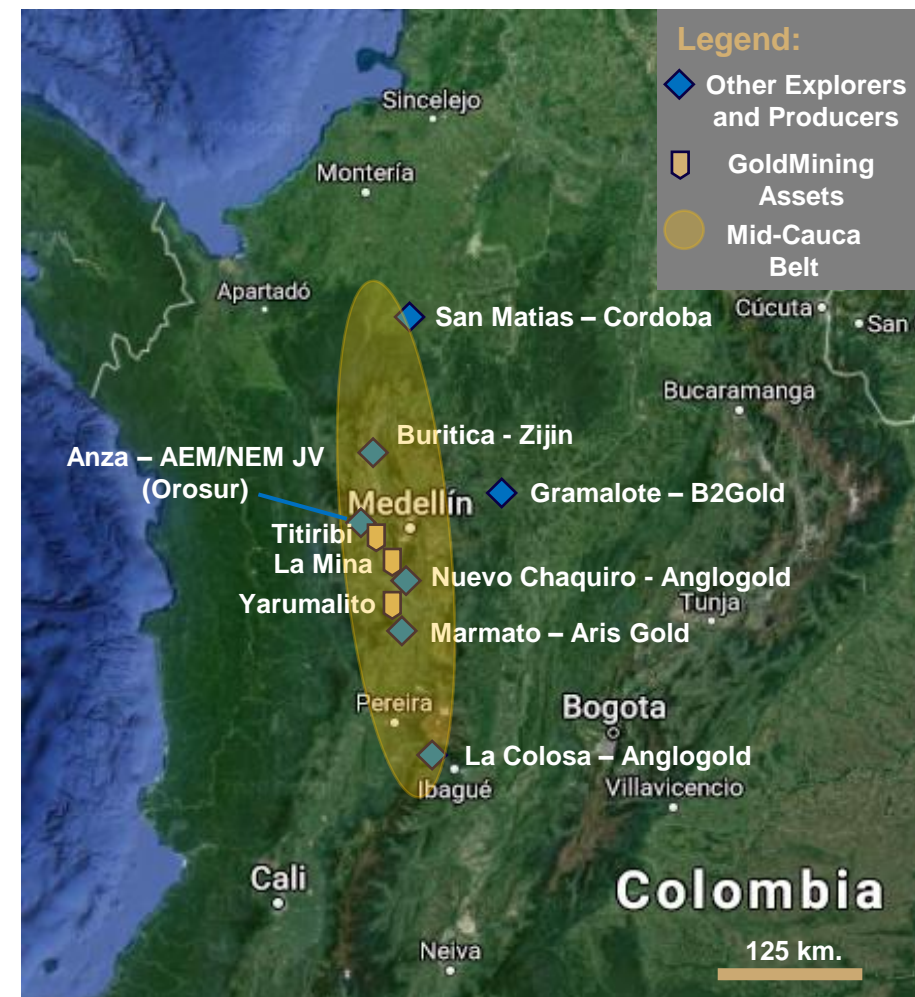 Legend:
Other Explorers
and Producers
GoldMining
Assets
Mid-Cauca
Belt
Sincelejo
Montería
Apartadó
San Matias – Cordoba
Cúcuta
San
Bucaramanga
Buritica - Zijin
Anza – AEM/NEM JV
(Orosur)
Gramalote – B2Gold
Medellín
Titiribi
La Mina
Nuevo Chaquiro - Anglogold
Yarumalito
Tunja
Marmato – Aris Gold
Pereira
Bogota
La Colosa – Anglogold
Ibagué
Villavicencio
Cali
Colombia
Neiva
125 km.